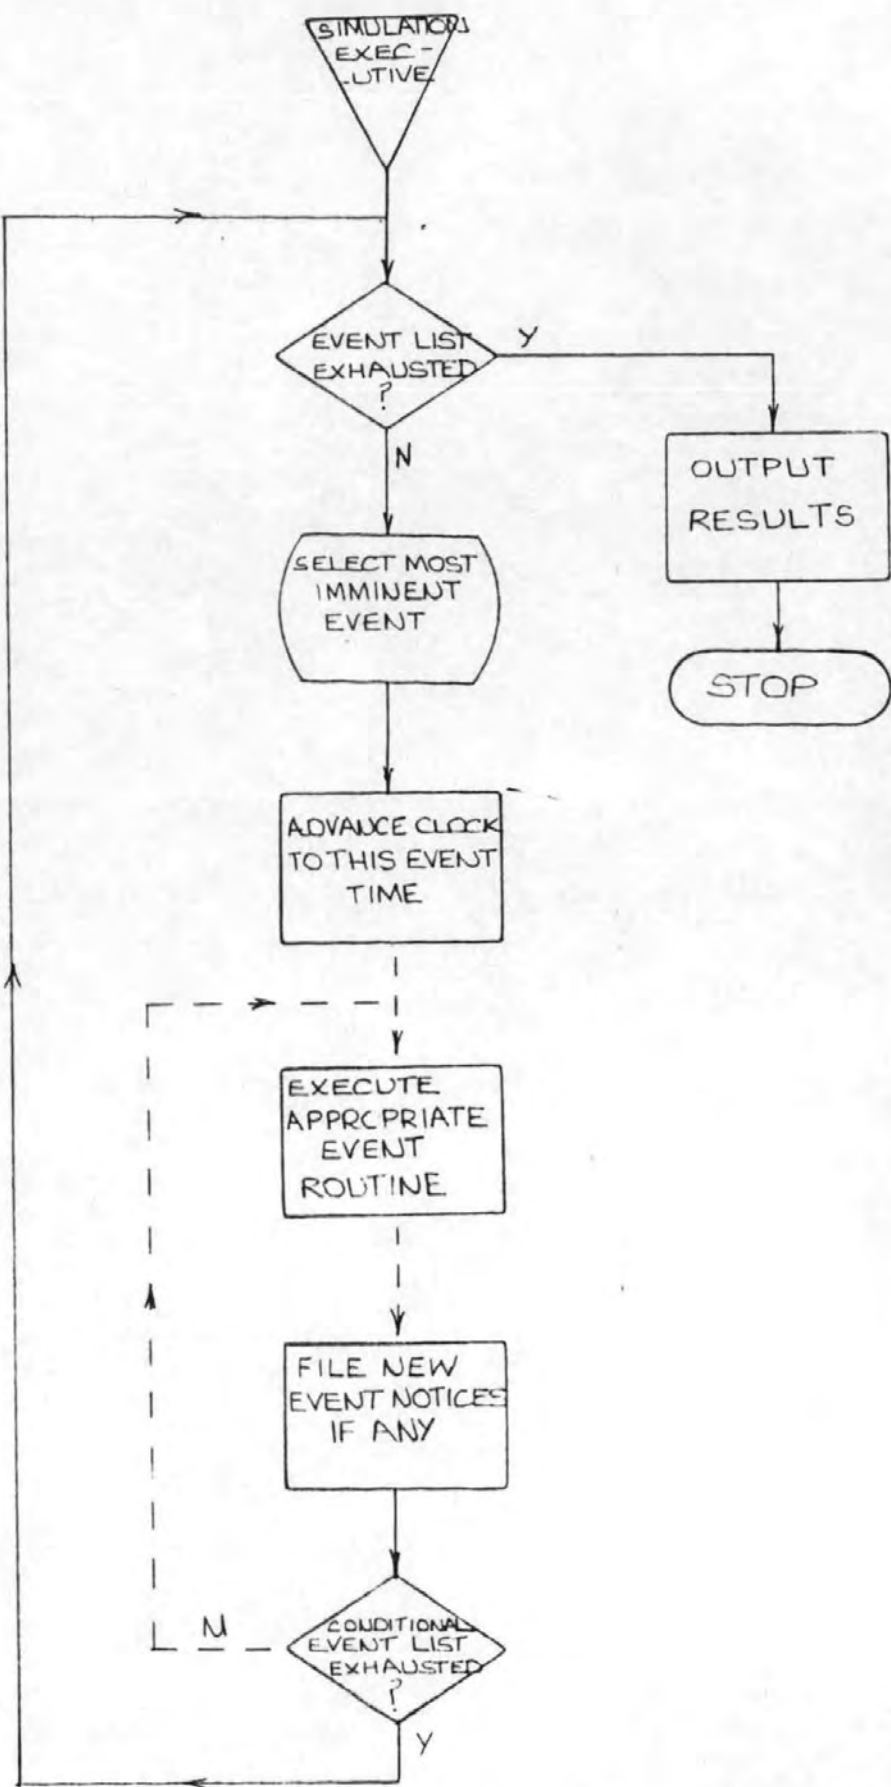 SIMULATION
EXEC-
-UTIVE
EVENT LIST
EXHAUSTED
?
Y
N
OUTPUT
RESULTS
SELECT MOST
IMMINENT
EVENT
STOP
ADVANCE CLOCK
TO THIS EVENT
TIME
EXECUTE
APPROPRIATE
EVENT
ROUTINE
FILE NEW
EVENT NOTICES
IF ANY
N
CONDITIONAL
EVENT LIST
EXHAUSTED
?
Y